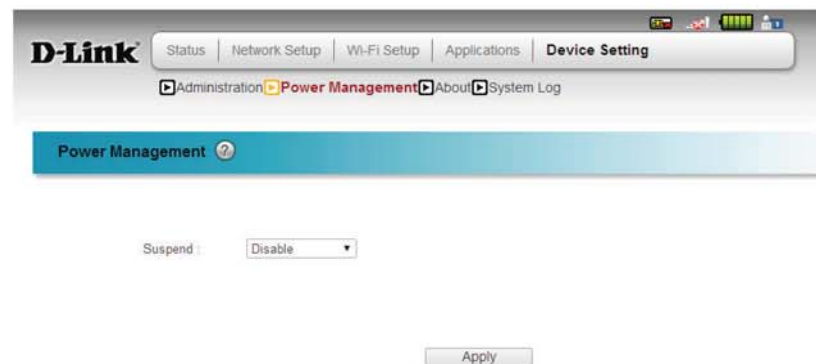 D-Link
Status Network Setup Wi-Fi Setup Applications Device Setting
Administration Power Management About System Log
Power Management ?
Suspend : Disable
Apply